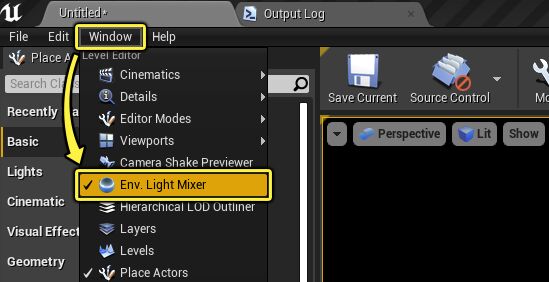 Untitled*
Output Log
File Edit Window Help
Place A
Save Current
Source Control
Mo
Search Clas
Recently
Basic
Lights
Cinematic
Visual Effect
Geometry
Level Editor
Cinematics
Details
Editor Modes
Viewports
Camera Shake Previewer
Env. Light Mixer
Hierarchical LOD Outliner
Layers
Levels
Place Actors
Perspective
Lit
Show